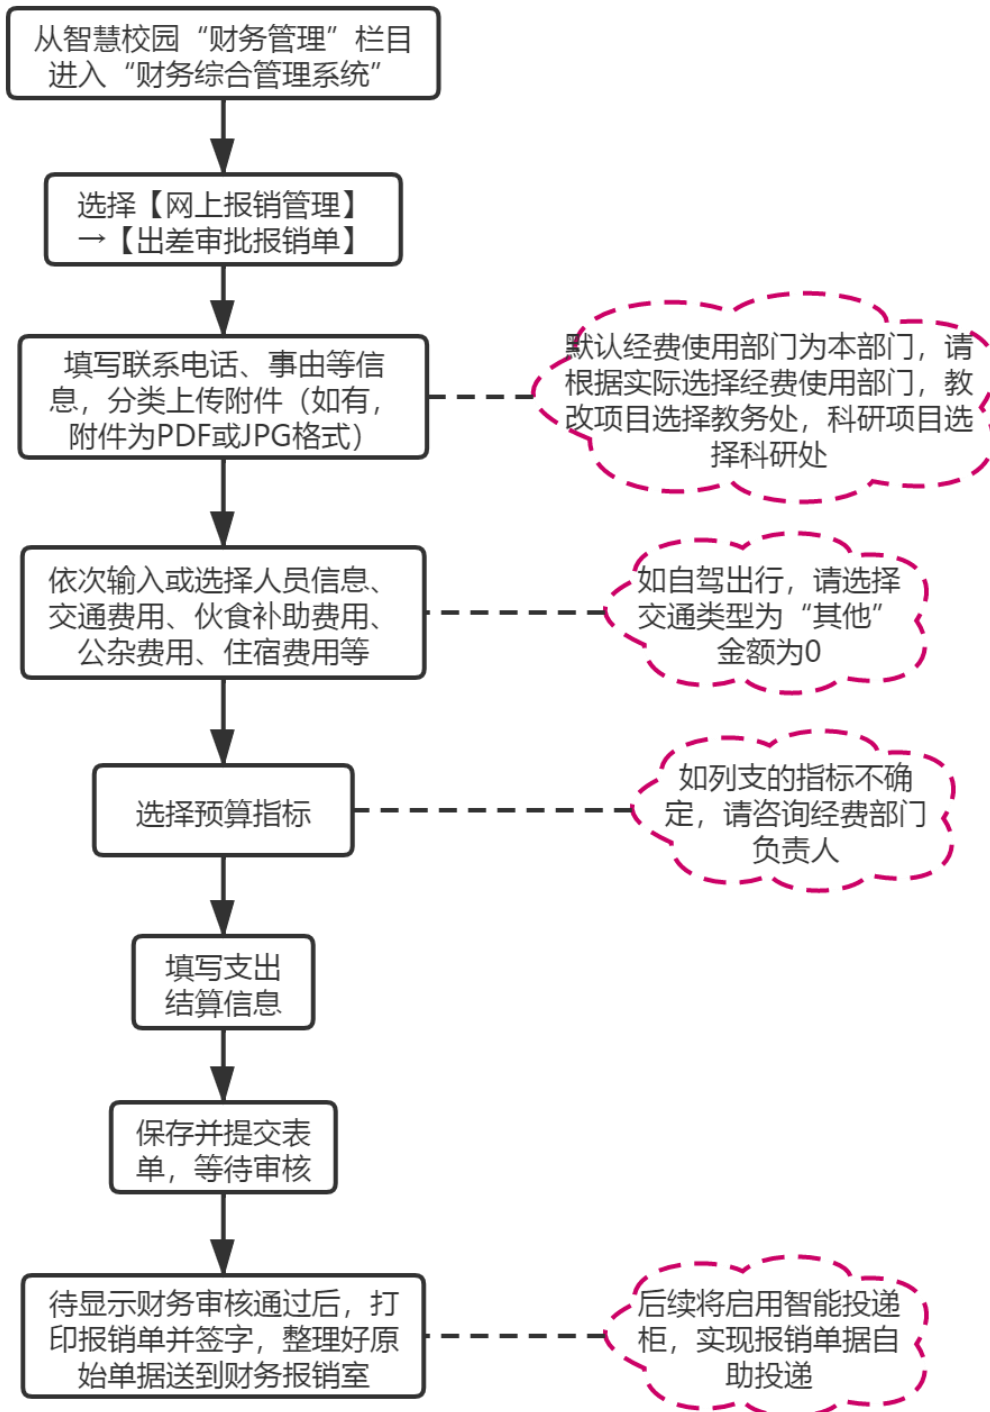 从智慧校园“财务管理”栏目
进入“财务综合管理系统”
选择【网上报销管理】
→【出差审批报销单】
填写联系电话、事由等信
息，分类上传附件（如有，
附件为PDF或JPG格式）
默认经费使用部门为本部门，请
根据实际选择经费使用部门，教
改项目选择教务处，科研项目选
择科研处
依次输入或选择人员信息、
交通费用、伙食补助费用、
公杂费用、住宿费用等
如自驾出行，请选择
交通类型为“其他”
金额为0
选择预算指标
如列支的指标不确
定，请咨询经费部门
负责人
填写支出
结算信息
保存并提交表
单，等待审核
待显示财务审核通过后，打
印报销单并签字，整理好原
始单据送到财务报销室
后续将启用智能投递
柜，实现报销单据自
助投递